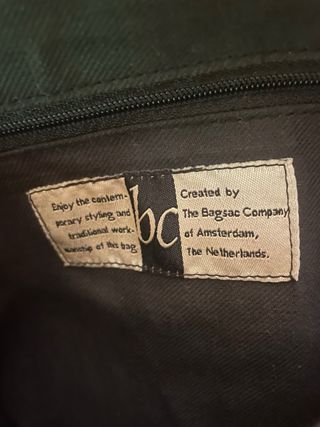 Enjoy the contem-
porary styling and
traditional work-
manship of this bag
bc
Created by
The Bagsac Company
of Amsterdam,
The Netherlands.